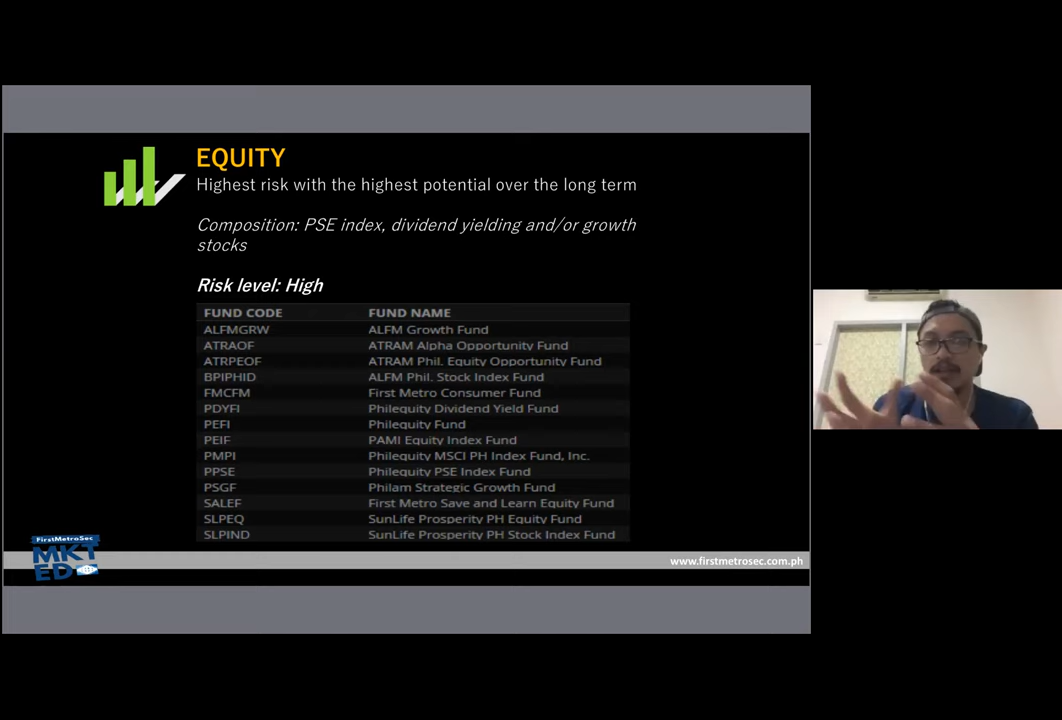 EQUITY
Highest risk with the highest potential over the long term
Composition: PSE index, dividend yielding and/or growth
stocks
Risk level: High
FUND CODE FUND NAME
ALFMGRW ALFM Growth Fund
ATRAOF ATRAM Alpha Opportunity Fund
ATRPEOF ATRAM Phil. Equity Opportunity Fund
BPIPHID ALFM Phil. Stock Index Fund
FMCFM First Metro Consumer Fund
PDYFI Philequity Dividend Yield Fund
PEFI Philequity Fund
PEIF PAMI Equity Index Fund
PMPI Philequity MSCI PH Index Fund, Inc.
PPSE Philequity PSE Index Fund
PSGF Philam Strategic Growth Fund
SALEF First Metro Save and Learn Equity Fund
SLPEQ SunLife Prosperity PH Equity Fund
SLPIND SunLife Prosperity PH Stock Index Fund
FirstMetroSec
MKT
ED
www.firstmetrosec.com.ph